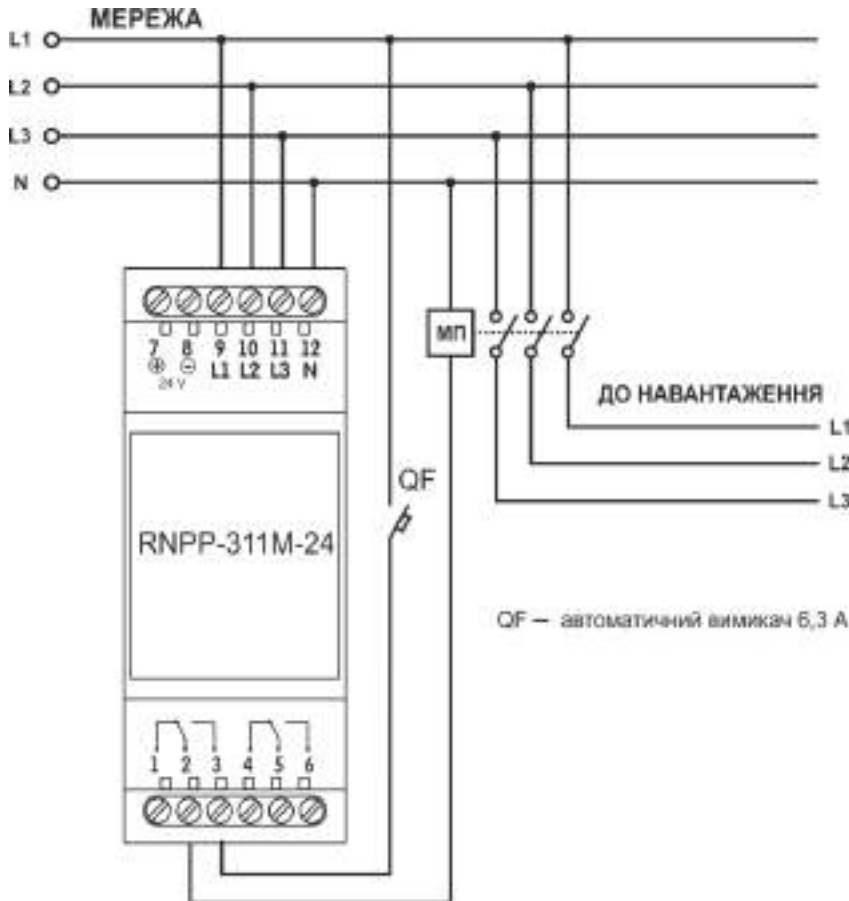 МЕРЕЖА
L1
L2
L3
N
7 8 9 10 11 12
L1 L2 L3 N
24 V
МП
ДО НАВАНТАЖЕННЯ
L1
L2
L3
QF
RNPP-311M-24
QF – автоматичний вимикач 6,3 А
1 2 3 4 5 6